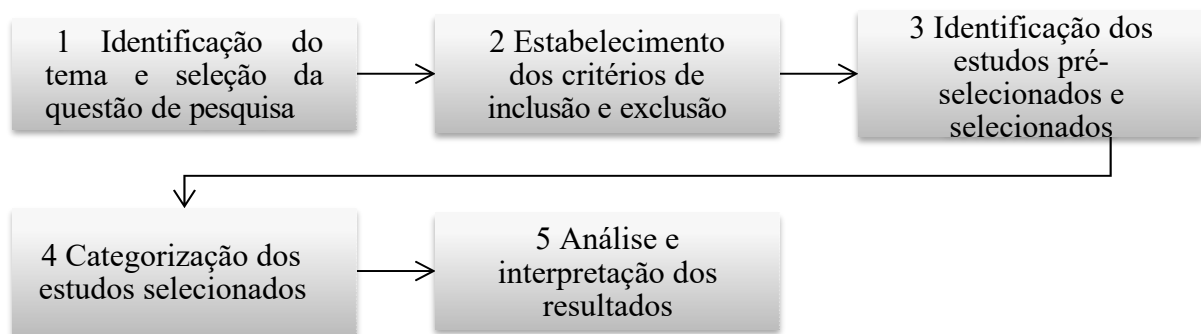 1 Identificação do
tema e seleção da
questão de pesquisa
2 Estabelecimento
dos critérios de
inclusão e exclusão
3 Identificação dos
estudos pré-
selecionados e
selecionados
4 Categorização dos
estudos selecionados
5 Análise e
interpretação dos
resultados